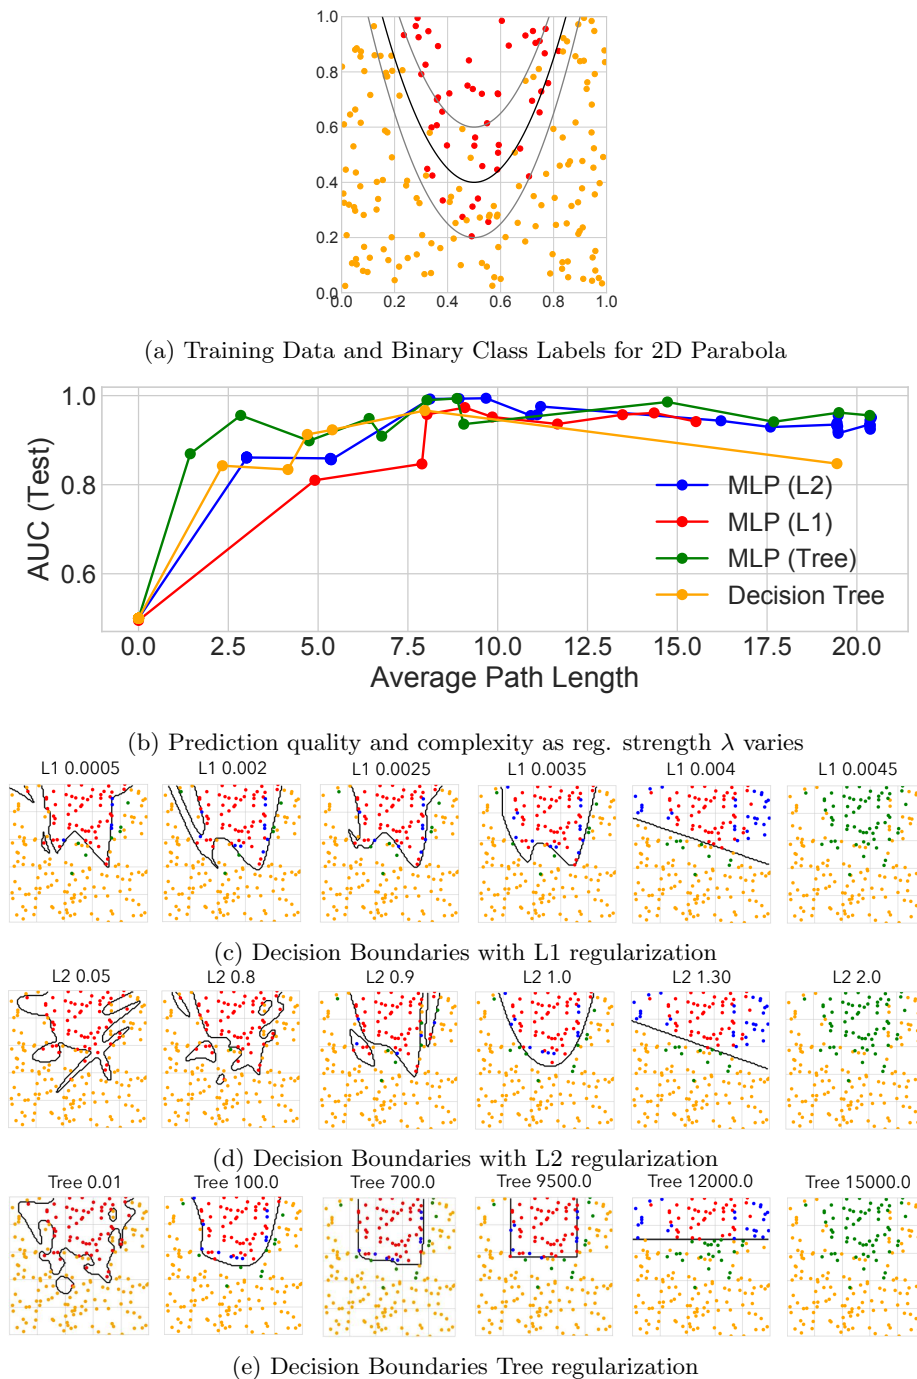 1.0
0.8
0.6
0.4
0.2
0.0
0.0 0.2 0.4 0.6 0.8 1.0
(a) Training Data and Binary Class Labels for 2D Parabola
1.0
0.8
0.6
AUC (Test)
MLP (L2)
MLP (L1)
MLP (Tree)
Decision Tree
0.0 2.5 5.0 7.5 10.0 12.5 15.0 17.5 20.0
Average Path Length
(b) Prediction quality and complexity as reg. strength λ varies
L1 0.0005 L1 0.002 L1 0.0025 L1 0.0035 L1 0.004 L1 0.0045
(c) Decision Boundaries with L1 regularization
L2 0.05 L2 0.8 L2 0.9 L2 1.0 L2 1.30 L2 2.0
(d) Decision Boundaries with L2 regularization
Tree 0.01 Tree 100.0 Tree 700.0 Tree 9500.0 Tree 12000.0 Tree 15000.0
(e) Decision Boundaries Tree regularization